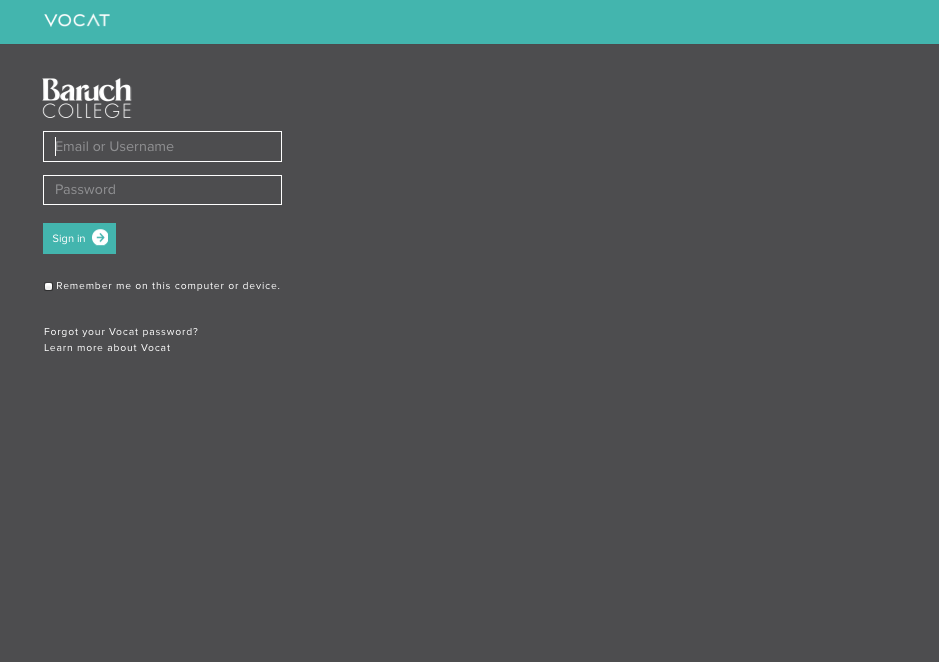 VOCAT
Baruch
COLLEGE
Email or Username
Password
Sign in
Remember me on this computer or device.
Forgot your Vocat password?
Learn more about Vocat